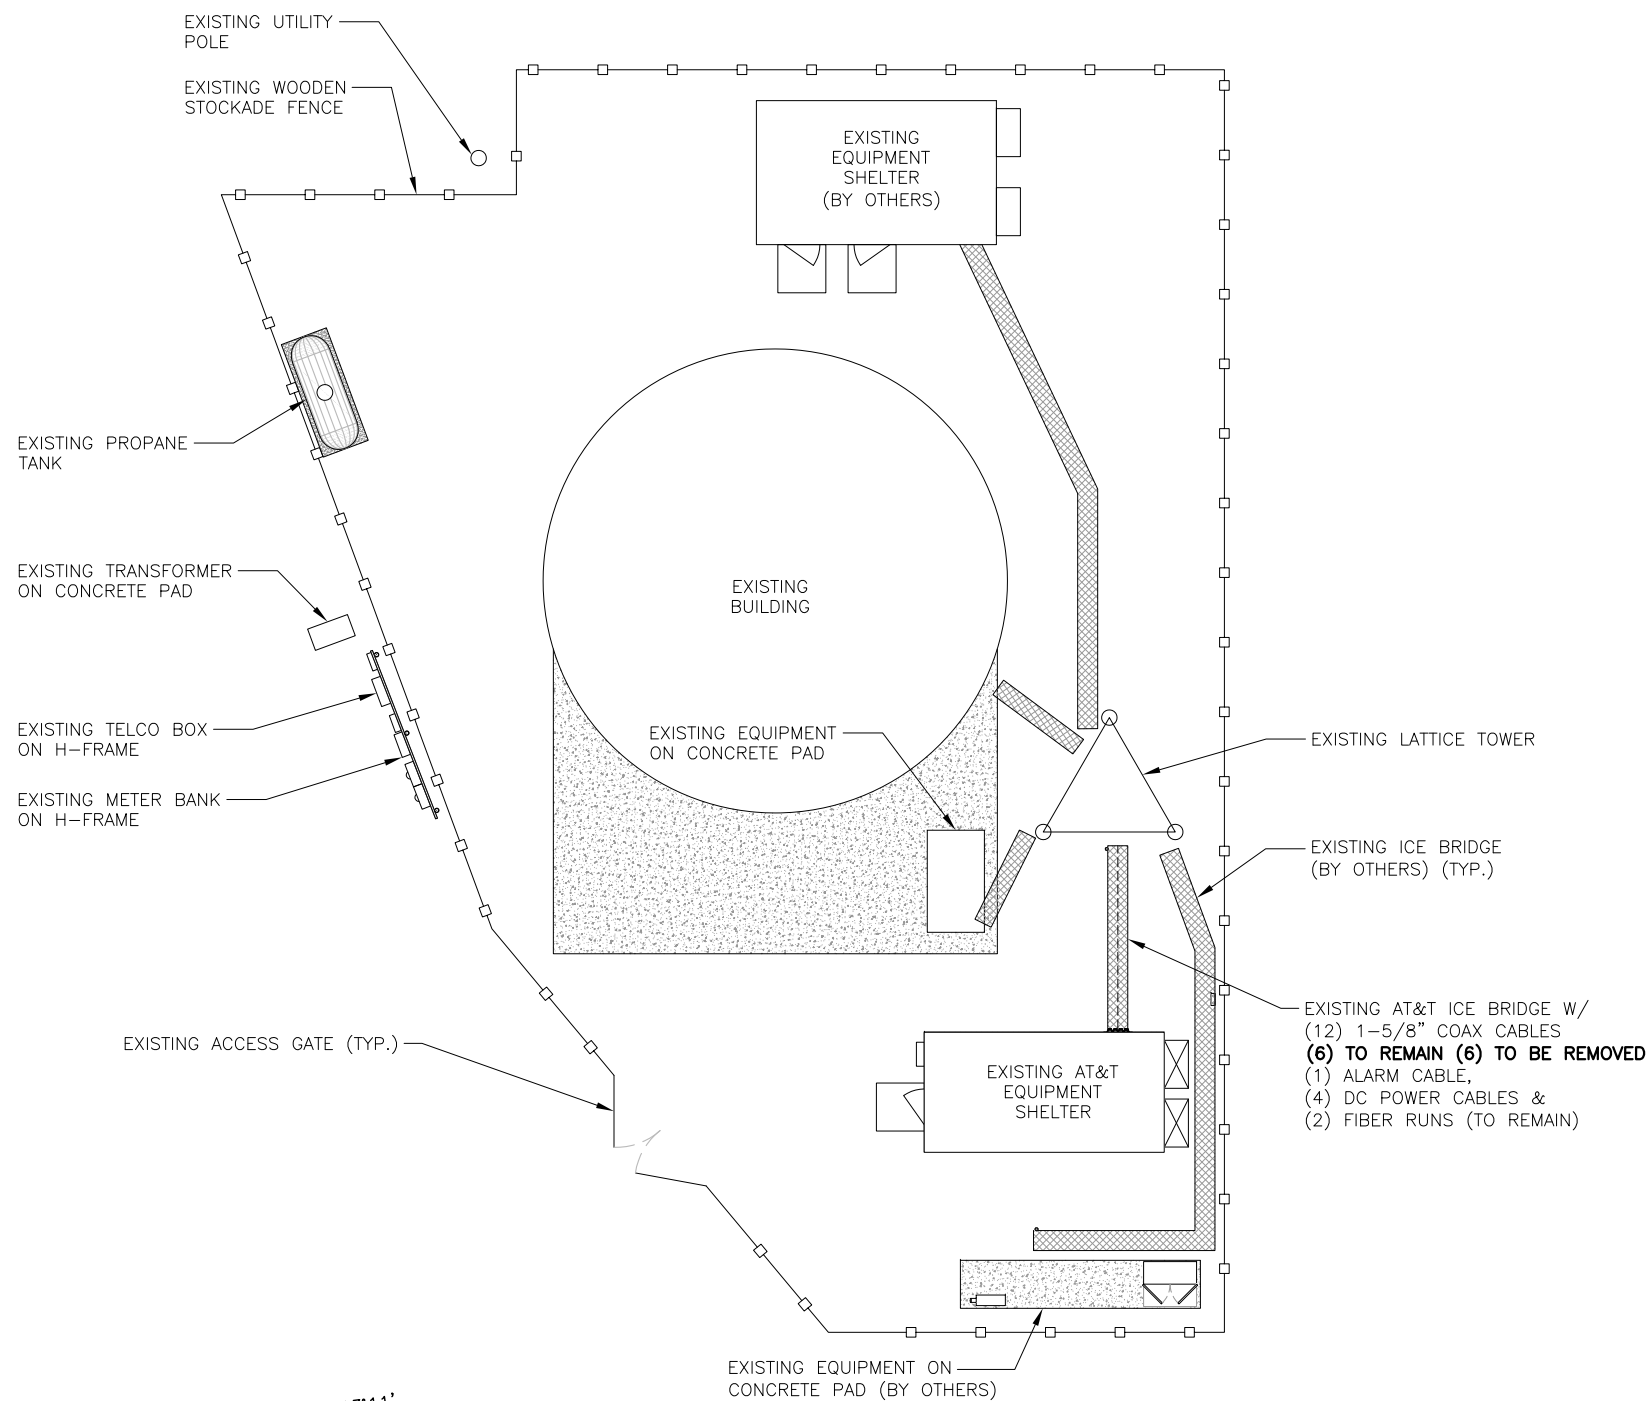 EXISTING UTILITY
POLE
EXISTING WOODEN
STOCKADE FENCE
EXISTING
EQUIPMENT
SHELTER
(BY OTHERS)
EXISTING PROPANE
TANK
EXISTING TRANSFORMER
ON CONCRETE PAD
EXISTING
BUILDING
EXISTING TELCO BOX
ON H-FRAME
EXISTING EQUIPMENT
ON CONCRETE PAD
EXISTING LATTICE TOWER
EXISTING METER BANK
ON H-FRAME
EXISTING ICE BRIDGE
(BY OTHERS) (TYP.)
EXISTING AT&T ICE BRIDGE W/
(12) 1-5/8" COAX CABLES
(6) TO REMAIN (6) TO BE REMOVED
(1) ALARM CABLE,
(4) DC POWER CABLES &
(2) FIBER RUNS (TO REMAIN)
EXISTING ACCESS GATE (TYP.)
EXISTING AT&T
EQUIPMENT
SHELTER
EXISTING EQUIPMENT ON
CONCRETE PAD (BY OTHERS)